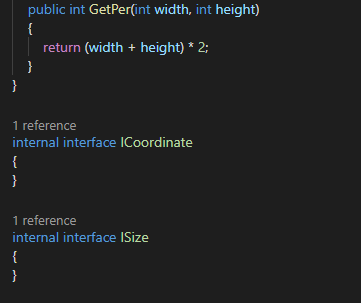 public int GetPer(int width, int height)
{
return (width + height) * 2;
}
}
1 reference
internal interface ICoordinate
{
}
1 reference
internal interface ISize
{
}